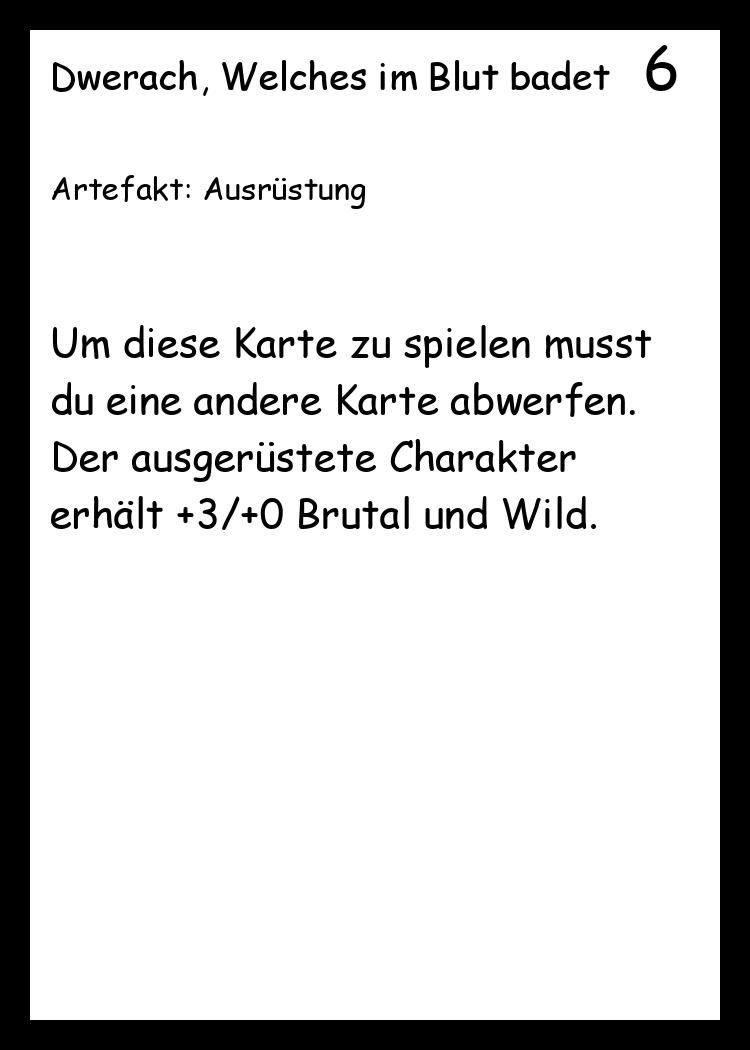 Dwerach, Welches im Blut badet 6
Artefakt: Ausrüstung
Um diese Karte zu spielen musst
du eine andere Karte abwerfen.
Der ausgerüstete Charakter
erhält +3/+0 Brutal und Wild.